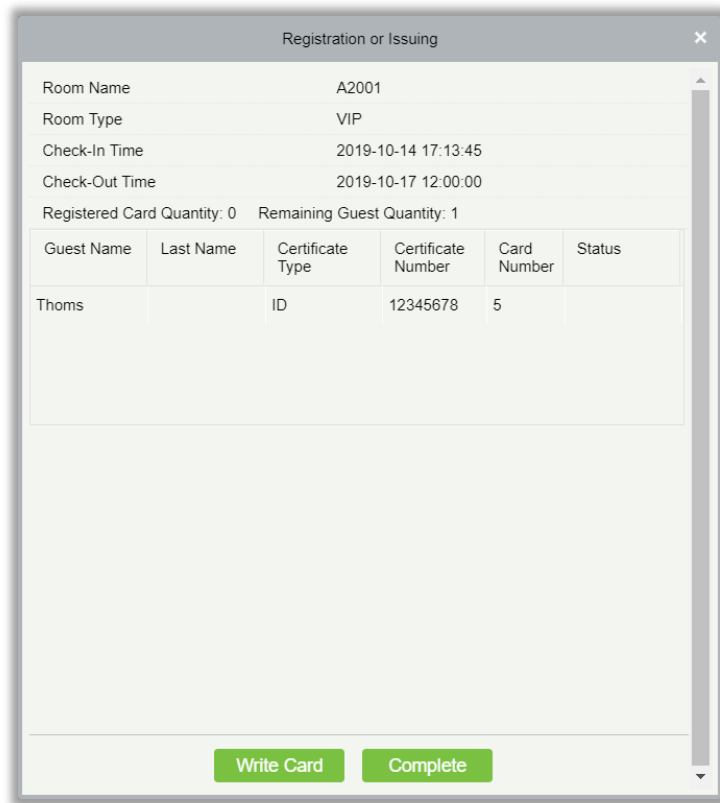 Registration or Issuing
Room Name A2001
Room Type VIP
Check-In Time 2019-10-14 17:13:45
Check-Out Time 2019-10-17 12:00:00
Registered Card Quantity: 0 Remaining Guest Quantity: 1
Guest Name Last Name Certificate Type Certificate Number Card Number Status
Thoms ID 12345678 5
Write Card Complete